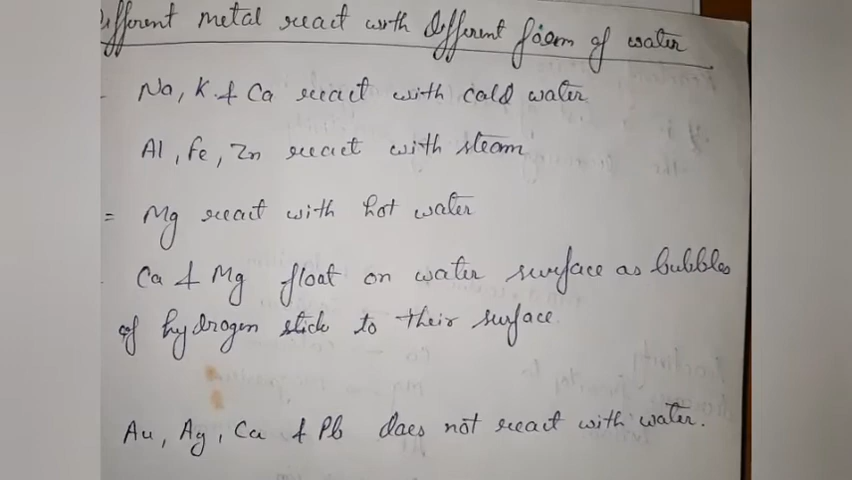 different metal react with different form of water
Na, K & Ca react with cold water
Al, Fe, Zn react with steam
= Mg react with hot water
Ca & Mg float on water surface as bubbles
of hydrogen stick to their surface.
Au, Ag, Ca & Pb does not react with water.